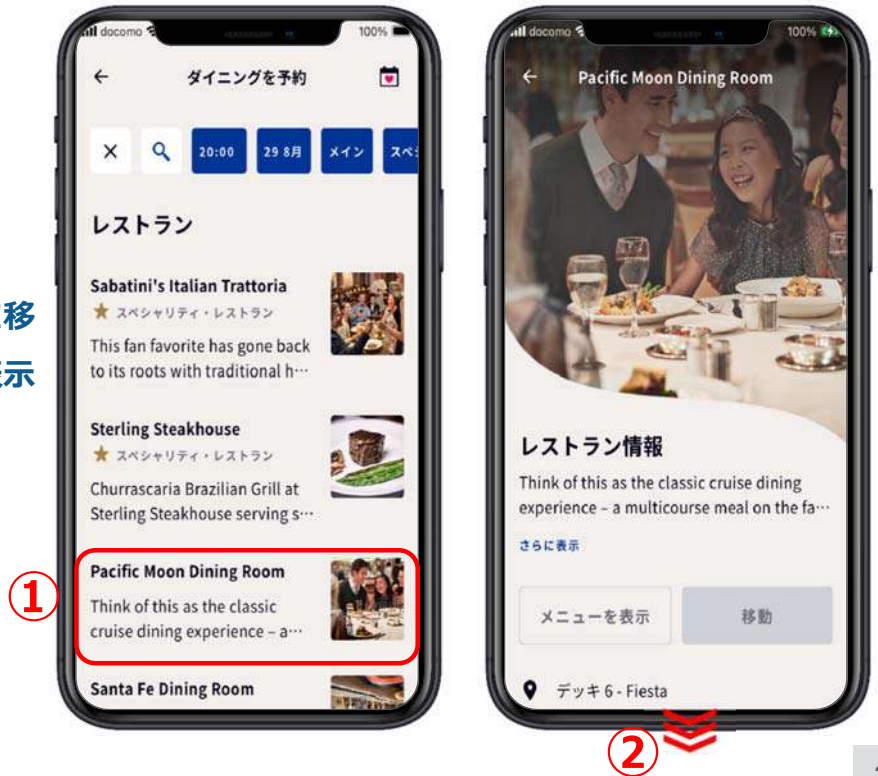 docomo
100%
← ダイニングを予約
× 20:00 29 8月 メイン スペ
レストラン
Sabatini's Italian Trattoria
★ スペシャリティ・レストラン
This fan favorite has gone back
to its roots with traditional h…
Sterling Steakhouse
★ スペシャリティ・レストラン
Churrascaria Brazilian Grill at
Sterling Steakhouse serving s…
①
Pacific Moon Dining Room
Think of this as the classic
cruise dining experience – a…
Santa Fe Dining Room
移
表示
docomo
100%
← Pacific Moon Dining Room
レストラン情報
Think of this as the classic cruise dining
experience – a multicourse meal on the fa…
さらに表示
メニューを表示 移動
デッキ 6 - Fiesta
②